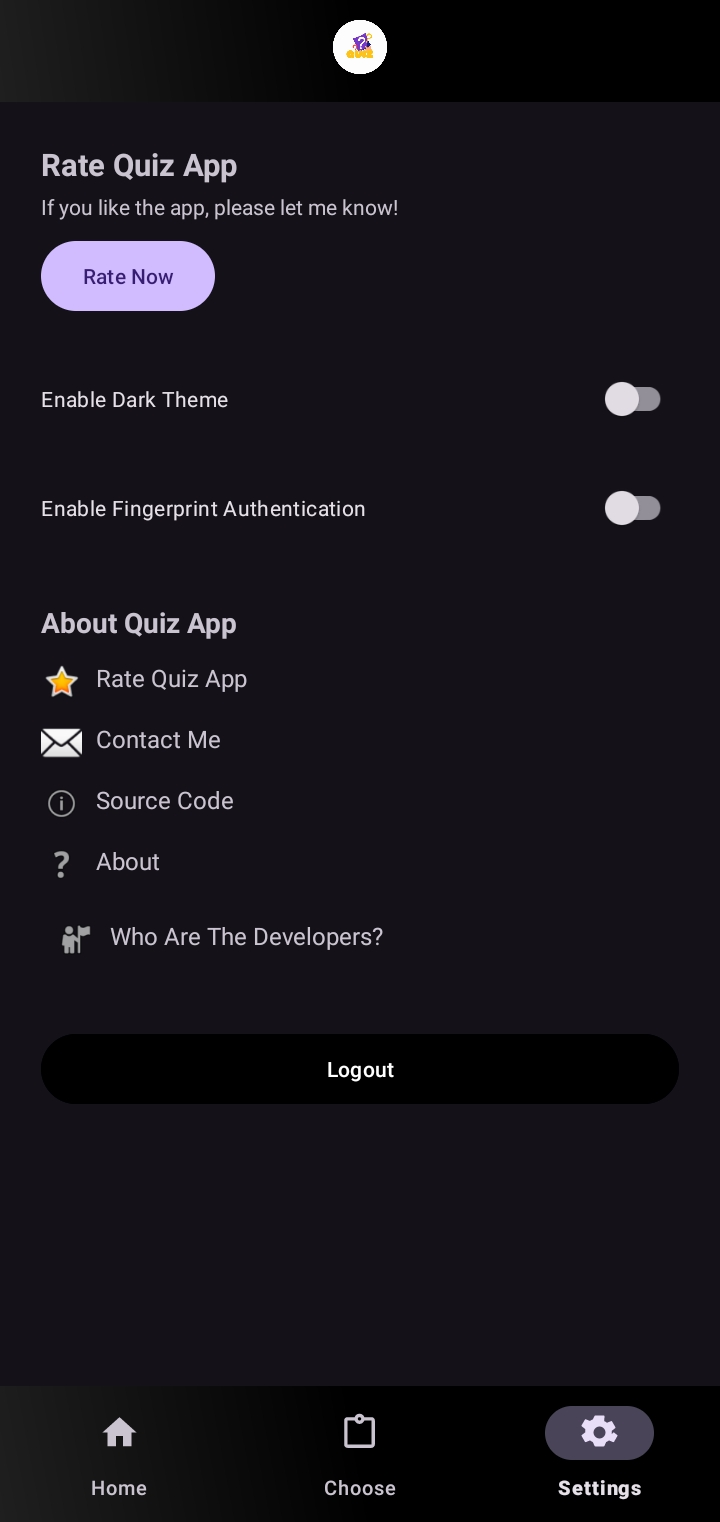 QUIZ
Rate Quiz App
If you like the app, please let me know!
Rate Now
Enable Dark Theme
Enable Fingerprint Authentication
About Quiz App
Rate Quiz App
Contact Me
Source Code
About
Who Are The Developers?
Logout
Home
Choose
Settings